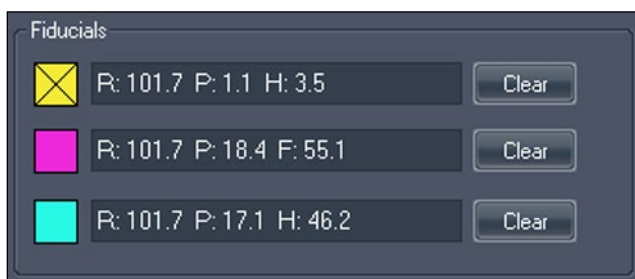 Fiducials
R: 101.7 P: 1.1 H: 3.5 Clear
R: 101.7 P: 18.4 F: 55.1 Clear
R: 101.7 P: 17.1 H: 46.2 Clear